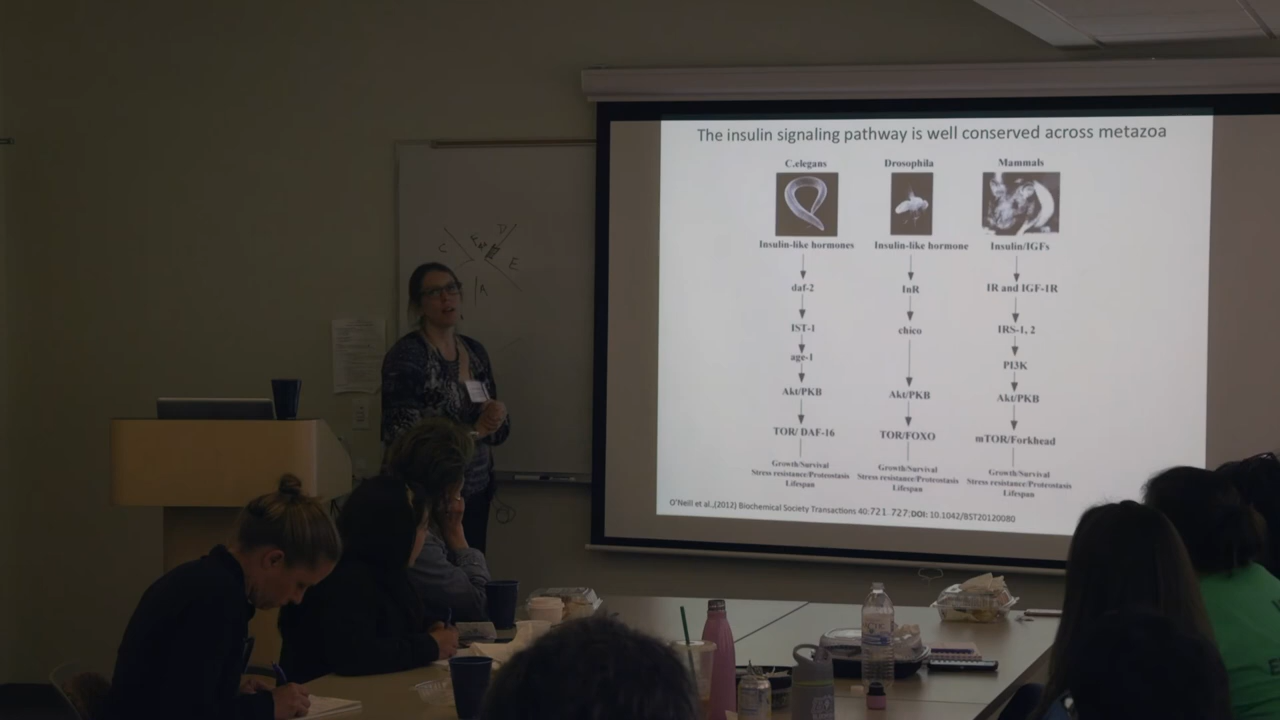 The insulin signaling pathway is well conserved across metazoa
C.elegans Drosophila Mammals
Insulin-like hormones Insulin-like hormone Insulin/IGFs
daf-2 InR IR and IGF-1R
IST-1 chico IRS-1, 2
age-1 PI3K
Akt/PKB Akt/PKB Akt/PKB
TOR/ DAF-16 TOR/FOXO mTOR/Forkhead
Growth/Survival Growth/Survival Growth/Survival
Stress resistance/Proteostasis Stress resistance/Proteostasis Stress resistance/Proteostasis
Lifespan Lifespan Lifespan
O'Neill et al.,(2012) Biochemical Society Transactions 40:721 727;DOI: 10.1042/BST20120080
D
C
E
A